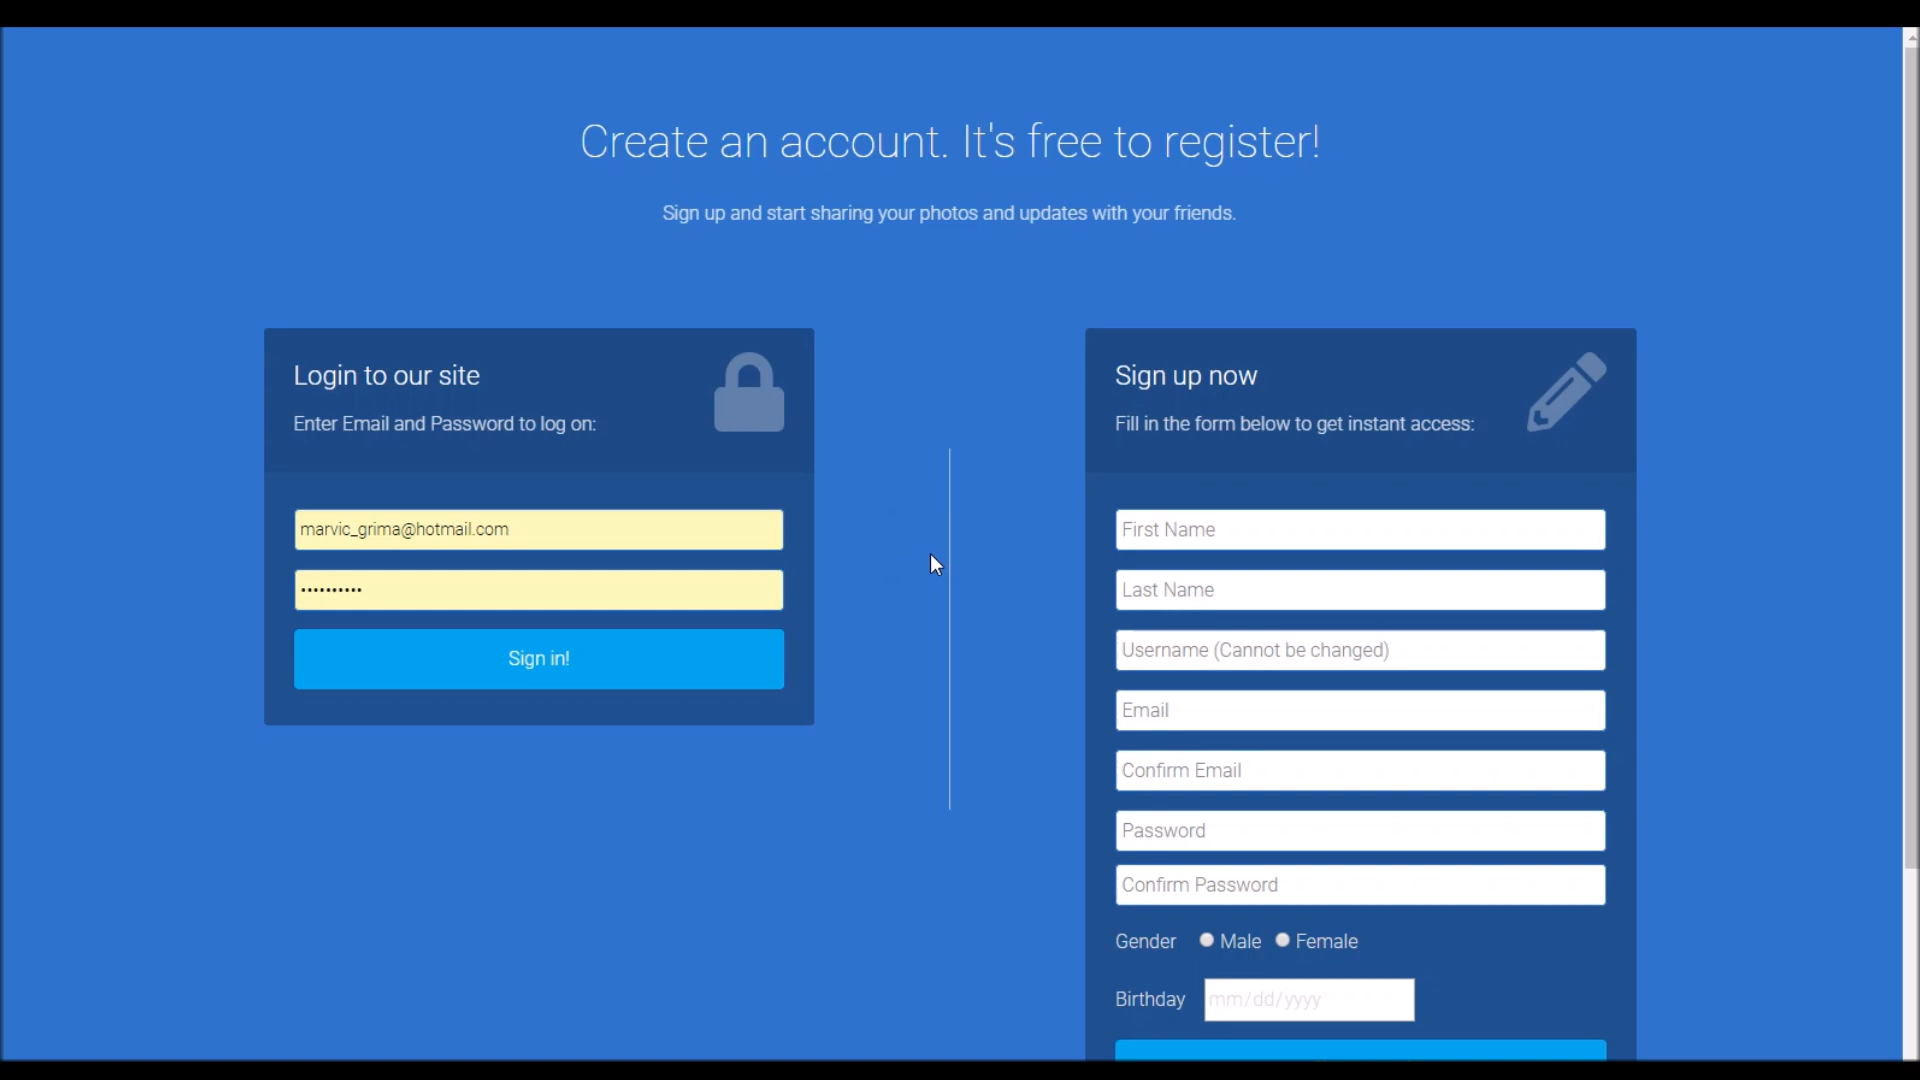 Create an account. It's free to register!
Sign up and start sharing your photos and updates with your friends.
Login to our site
Enter Email and Password to log on:
marvic_grima@hotmail.com
••••••••••
Sign in!
Sign up now
Fill in the form below to get instant access:
First Name
Last Name
Username (Cannot be changed)
Email
Confirm Email
Password
Confirm Password
Gender Male Female
Birthday mm/dd/yyyy